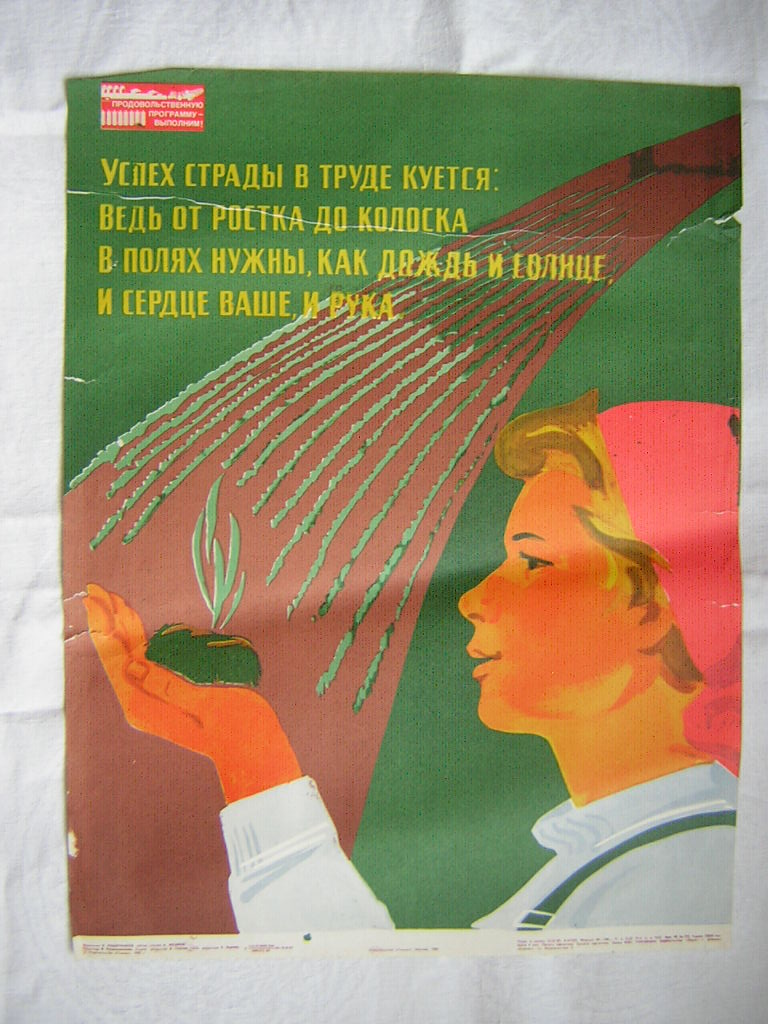 ПРОДОВОЛЬСТВЕННУЮ
ПРОГРАММУ –
ВЫПОЛНИМ!
УСПЕХ СТРАДЫ В ТРУДЕ КУЕТСЯ:
ВЕДЬ ОТ РОСТКА ДО КОЛОСКА
В ПОЛЯХ НУЖНЫ, КАК ДОЖДЬ И СОЛНЦЕ,
И СЕРДЦЕ ВАШЕ, И РУКА.